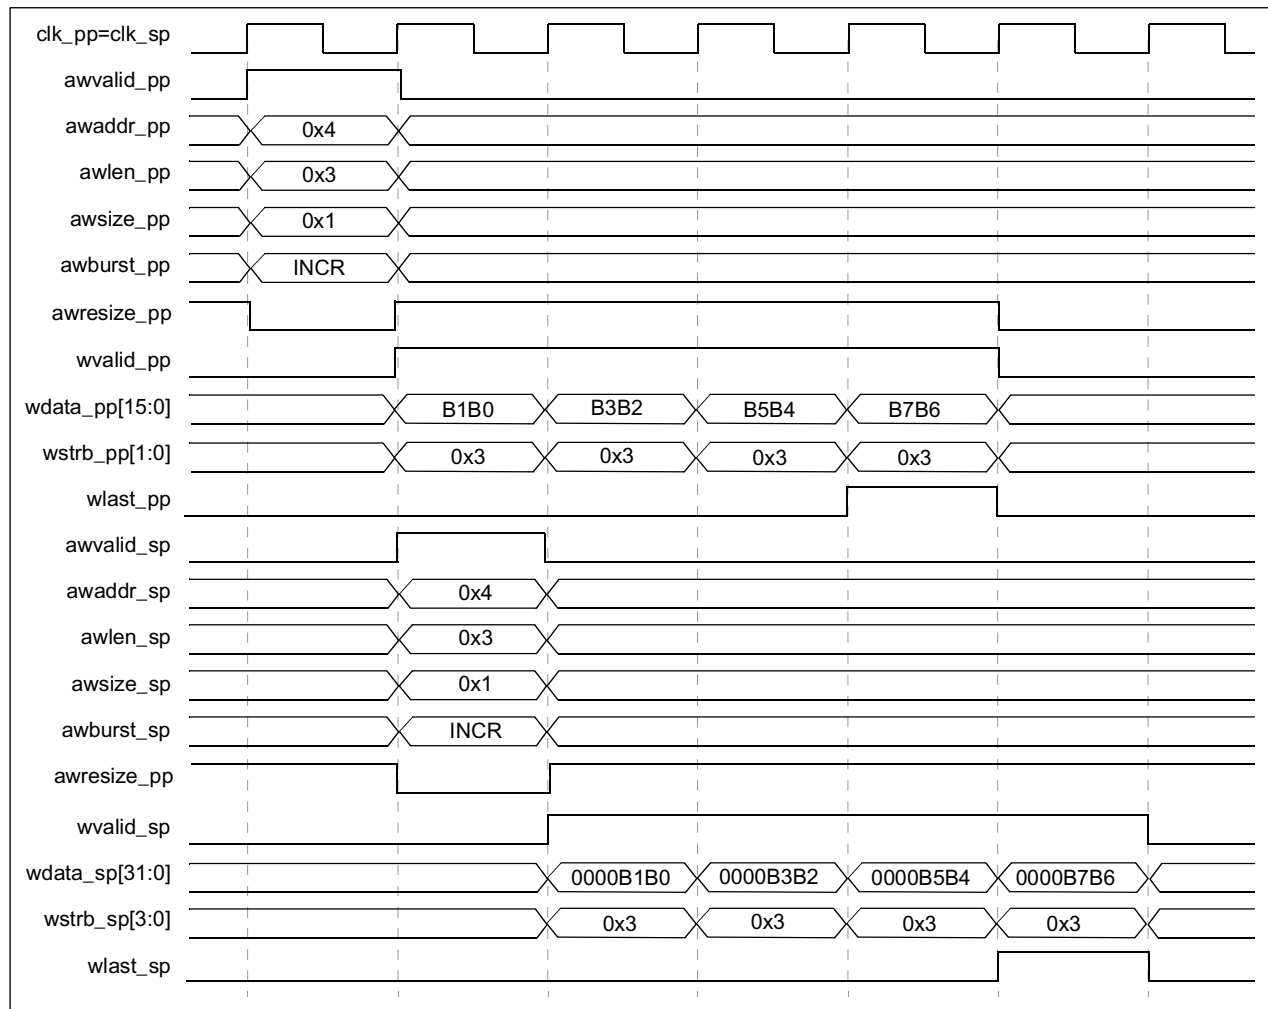 clk_pp=clk_sp
awvalid_pp
awaddr_pp 0x4
awlen_pp 0x3
awsize_pp 0x1
awburst_pp INCR
awresize_pp
wvalid_pp
wdata_pp[15:0] B1B0 B3B2 B5B4 B7B6
wstrb_pp[1:0] 0x3 0x3 0x3 0x3
wlast_pp
awvalid_sp
awaddr_sp 0x4
awlen_sp 0x3
awsize_sp 0x1
awburst_sp INCR
awresize_pp
wvalid_sp
wdata_sp[31:0] 0000B1B0 0000B3B2 0000B5B4 0000B7B6
wstrb_sp[3:0] 0x3 0x3 0x3 0x3
wlast_sp